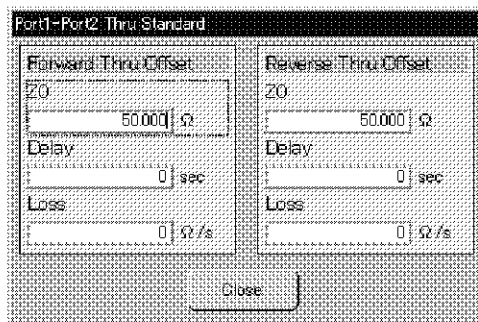 Port1-Port2 Thru Standard
Forward Thru Offset
Z0
50.000 Ω
Delay
0 sec
Loss
0 Ω/s
Reverse Thru Offset
Z0
50.000 Ω
Delay
0 sec
Loss
0 Ω/s
Close